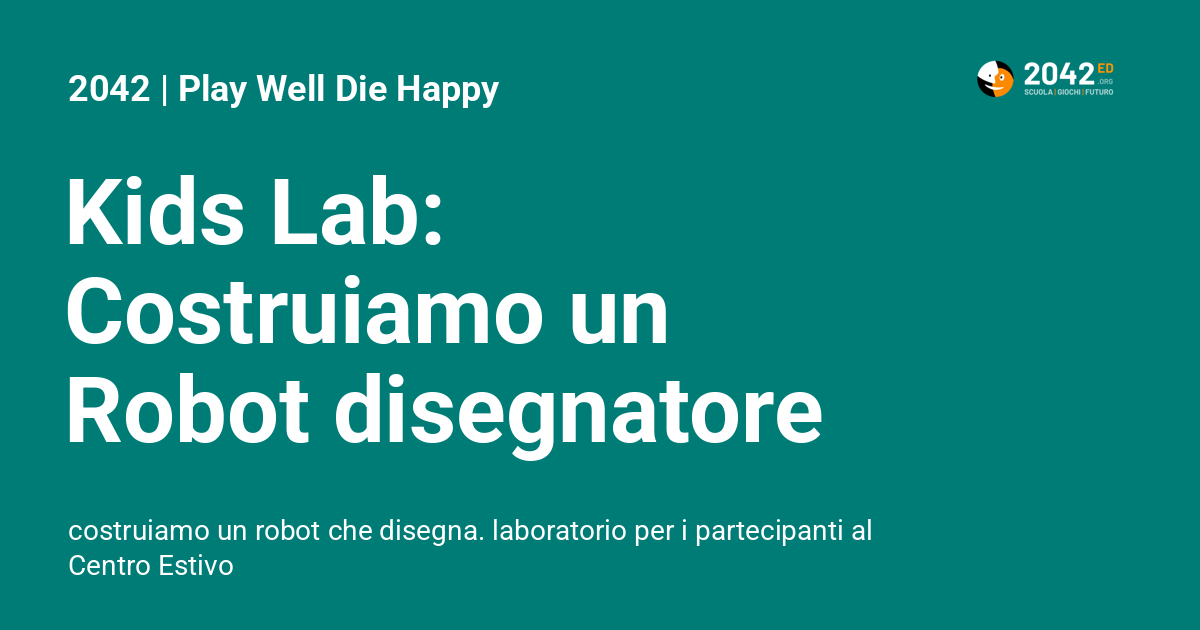 2042 | Play Well Die Happy
2042 ED
.ORG
SCUOLA | GIOCHI | FUTURO
Kids Lab:
Costruiamo un
Robot disegnatore
costruiamo un robot che disegna. laboratorio per i partecipanti al
Centro Estivo